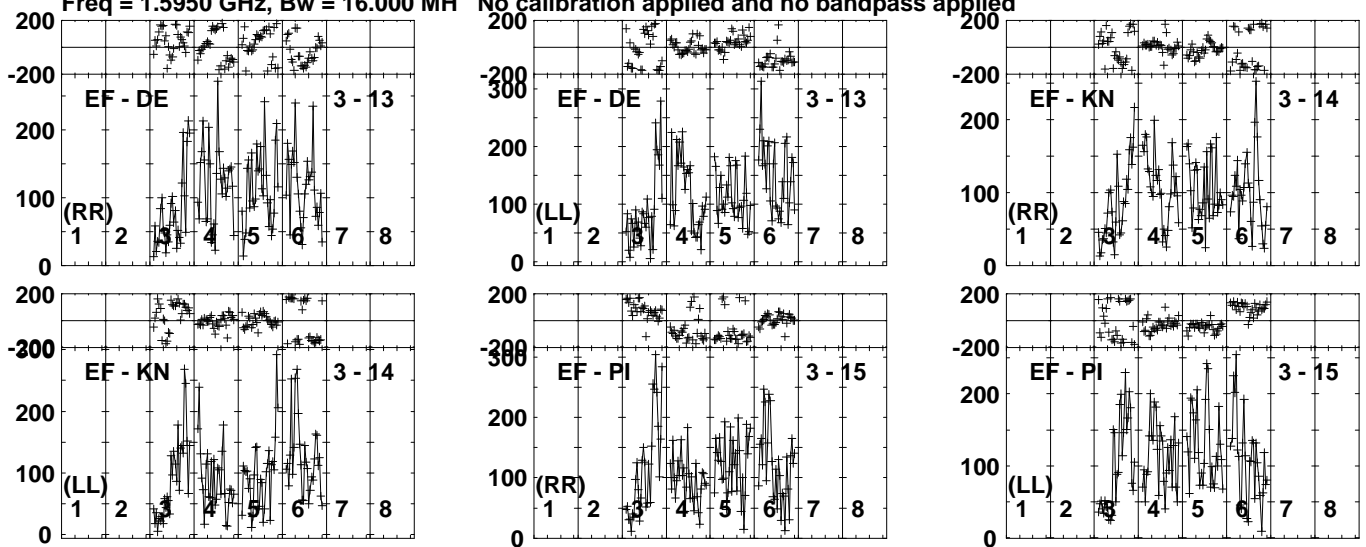 Freq = 1.5950 GHz, Bw = 16.000 MH No calibration applied and no bandpass applied
200 200 200
-200 -200 -200
EF - DE 3 - 13 300 EF - DE 3 - 13 EF - KN 3 - 14
200 200 200
100 100 100
(RR) (LL) (RR)
1 2 3 4 5 6 7 8 1 2 3 4 5 6 7 8 1 2 3 4 5 6 7 8
0 0 0
200 200 200
-200 -200 -200
300 300
EF - KN 3 - 14 EF - PI 3 - 15 EF - PI 3 - 15
200 200 200
100 100 100
(LL) (RR) (LL)
1 2 3 4 5 6 7 8 1 2 3 4 5 6 7 8 1 2 3 4 5 6 7 8
0 0 0